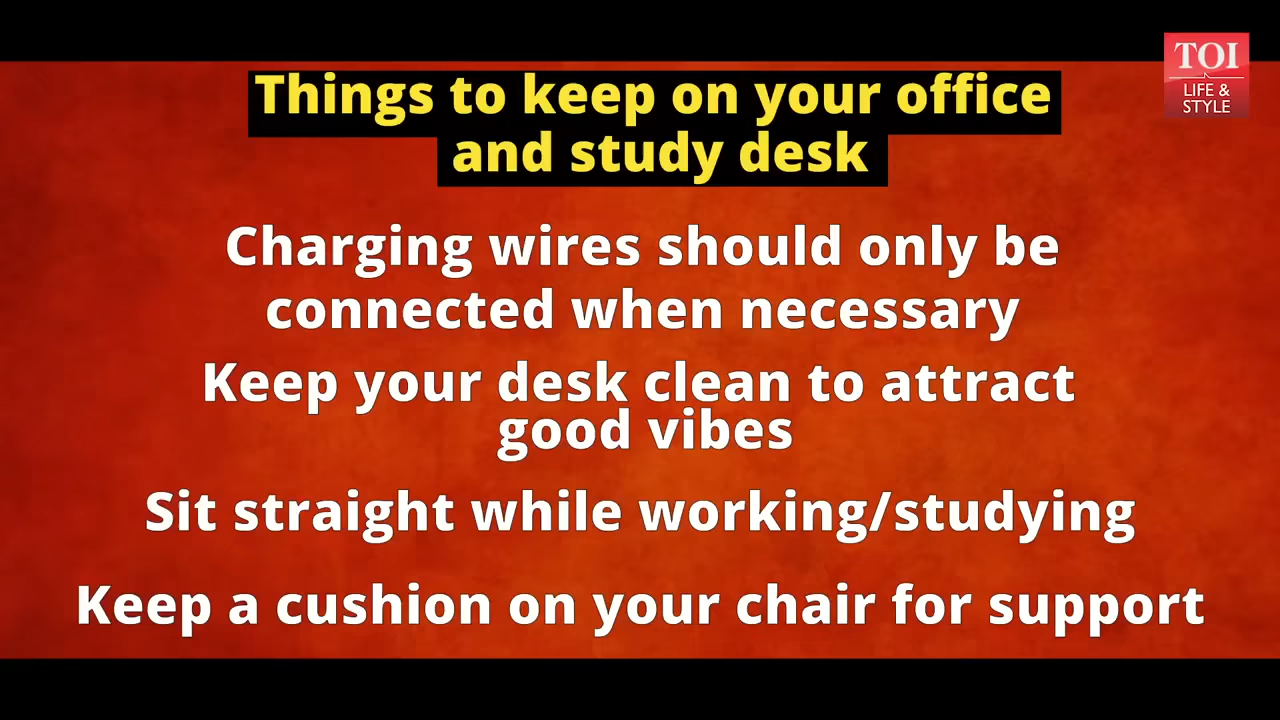 TOI
LIFE &
STYLE
Things to keep on your office
and study desk
Charging wires should only be
connected when necessary
Keep your desk clean to attract
good vibes
Sit straight while working/studying
Keep a cushion on your chair for support